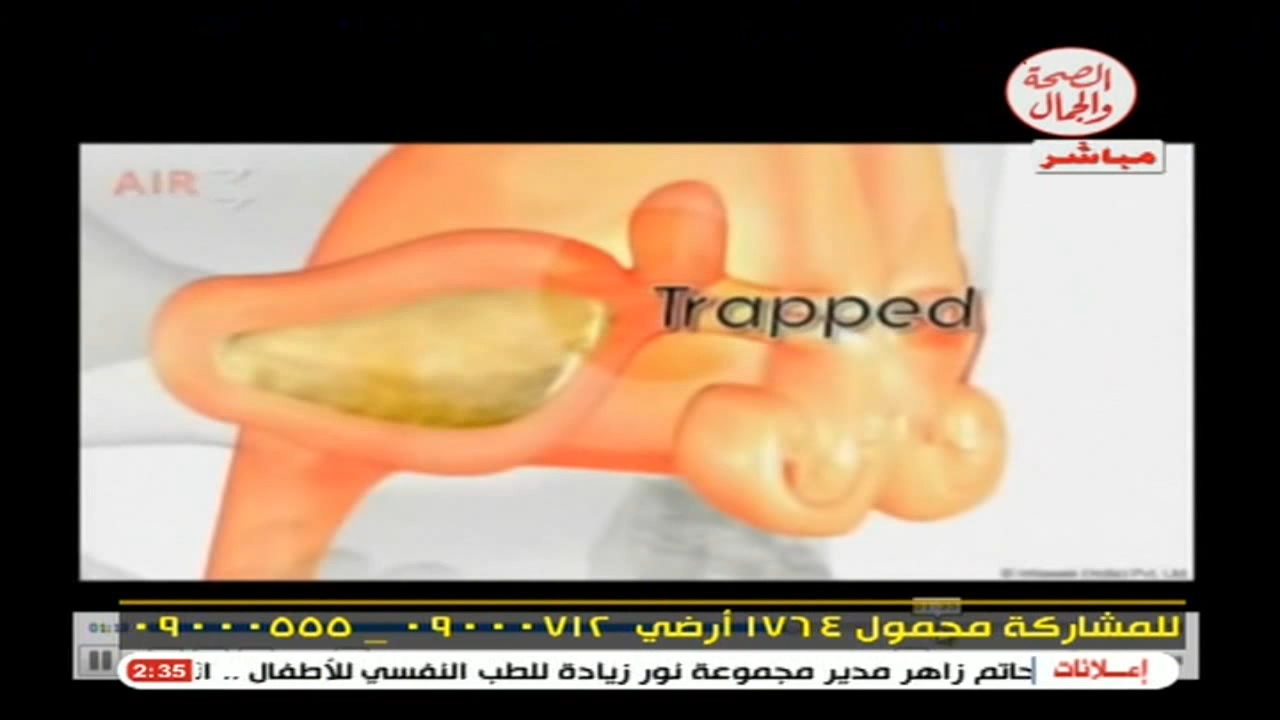 الصحة
والجمال
مباشر
AIR
Trapped
للمشاركة محمول ١٧٦٤ أرضي ٠٩٠٠٠٧١٢ _ ٠٩٠٠٠٥٥٥
إعلانات
حاتم زاهر مدير مجموعة نور زيادة للطب النفسي للأطفال ..
2:35